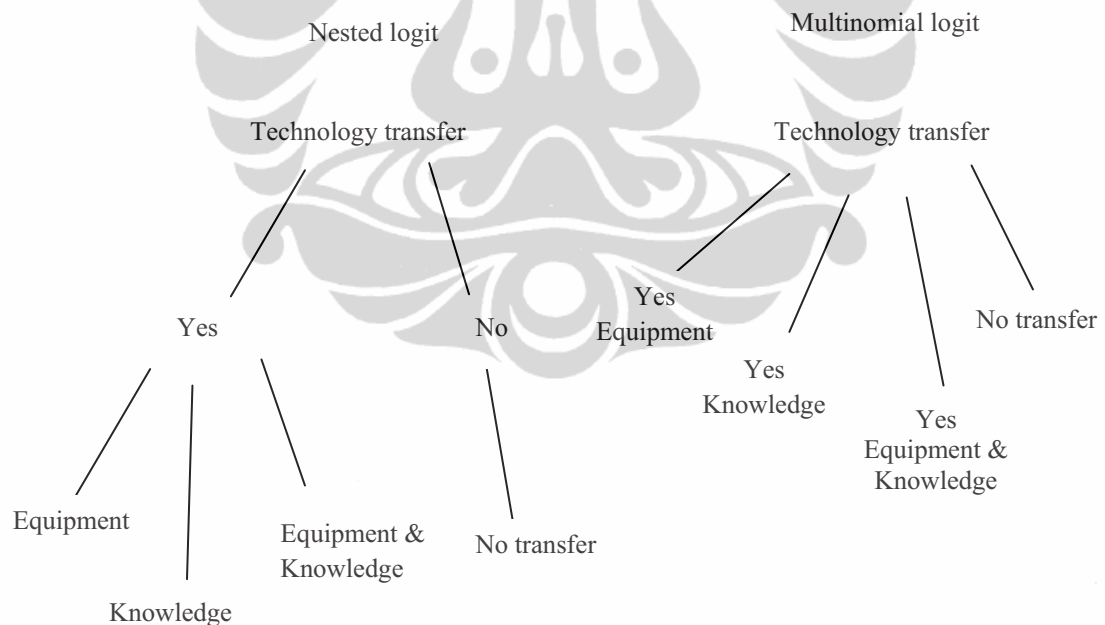 Nested logit
Technology transfer
Yes
No
Equipment
Knowledge
Equipment &
Knowledge
No transfer
Multinomial logit
Technology transfer
Yes
Equipment
Yes
Knowledge
Yes
Equipment &
Knowledge
No transfer